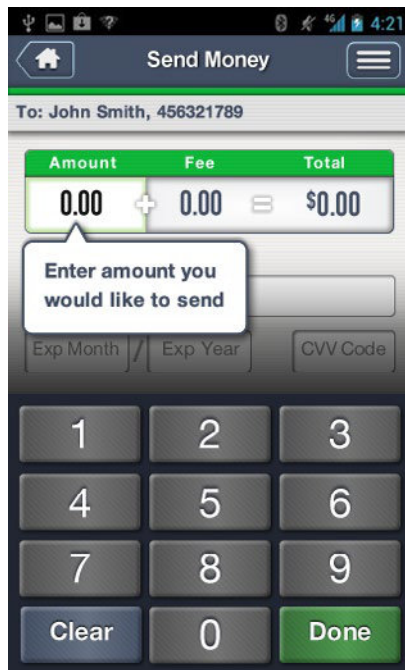 4G 4:21
Send Money
To: John Smith, 456321789
Amount Fee Total
0.00 + 0.00 = $0.00
Enter amount you
would like to send
Exp Month / Exp Year CVV Code
1 2 3
4 5 6
7 8 9
Clear 0 Done